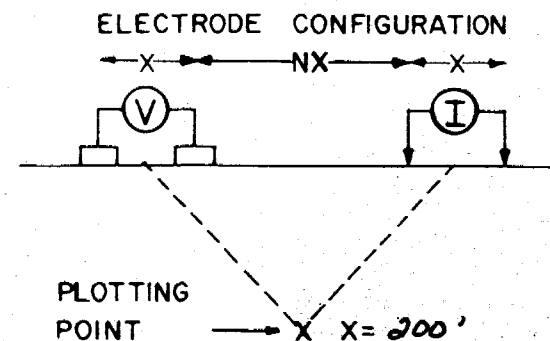 ELECTRODE CONFIGURATION
X NX X
V I
PLOTTING
POINT X X = 200'